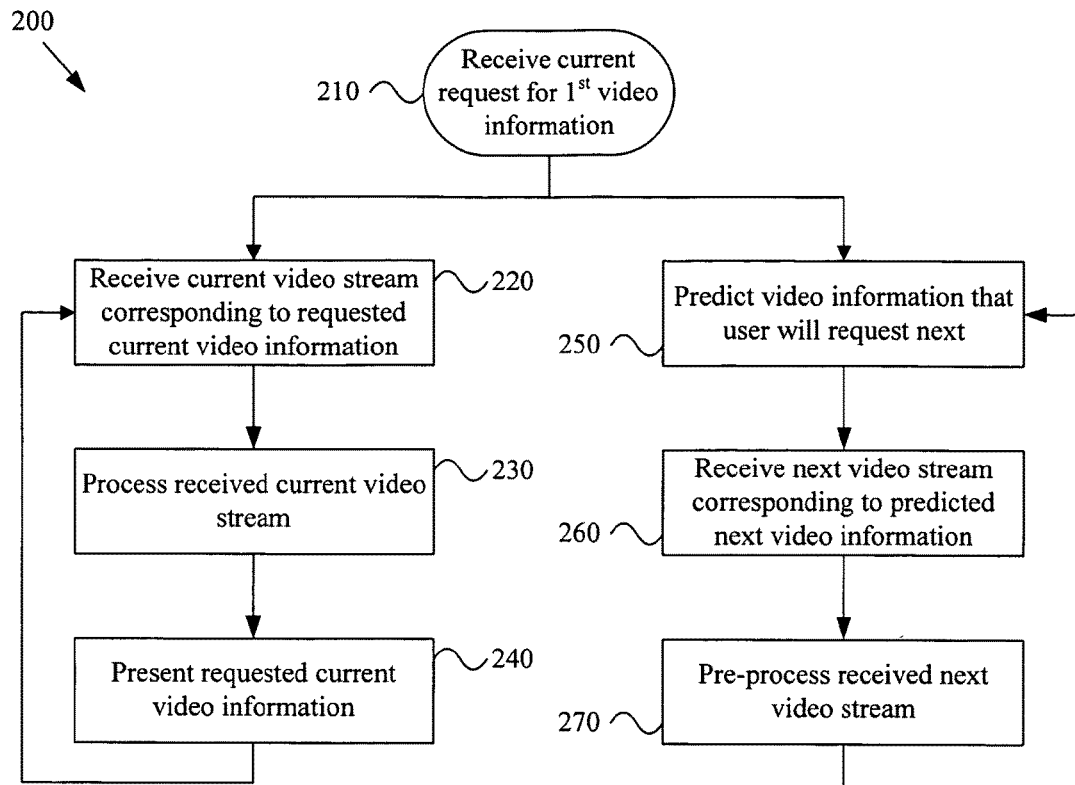 200
210
Receive current
request for 1st video
information
Receive current video stream
corresponding to requested
current video information
220
Process received current video
stream
230
Present requested current
video information
240
Predict video information that
user will request next
250
Receive next video stream
corresponding to predicted
next video information
260
Pre-process received next
video stream
270